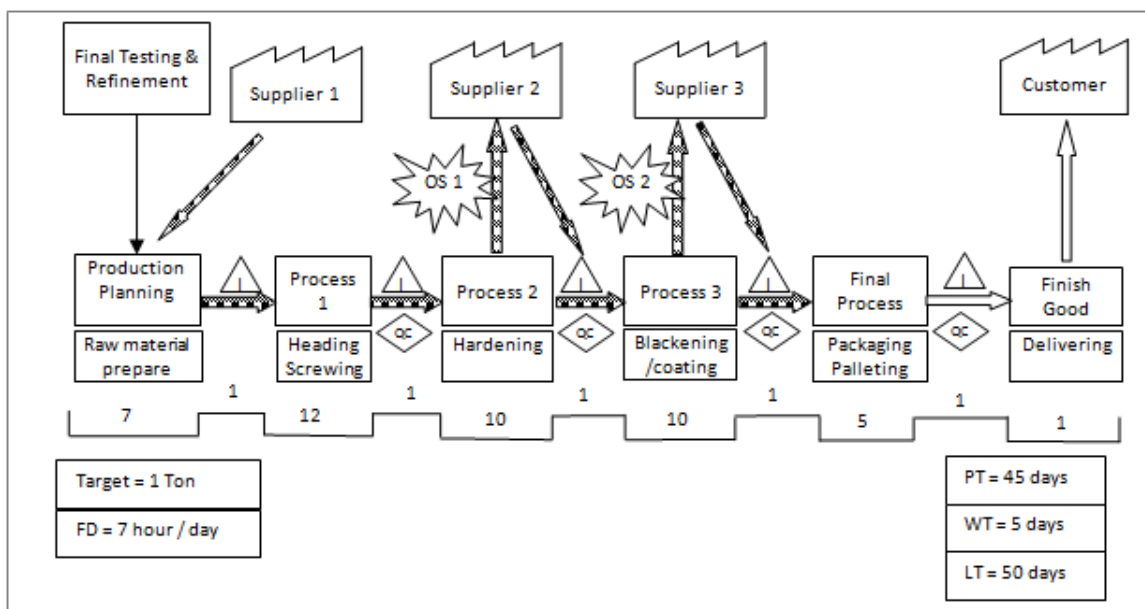 Final Testing &
Refinement
Supplier 1
Supplier 2
Supplier 3
Customer
OS 1
OS 2
Production
Planning
I
Process
1
I
Process 2
I
Process 3
I
Final
Process
I
Finish
Good
Raw material
prepare
Heading
Screwing
QC
Hardening
QC
Blackening
/coating
QC
Packaging
Palleting
QC
Delivering
1
1
1
1
1
7
12
10
10
5
1
Target = 1 Ton
FD = 7 hour / day
PT = 45 days
WT = 5 days
LT = 50 days